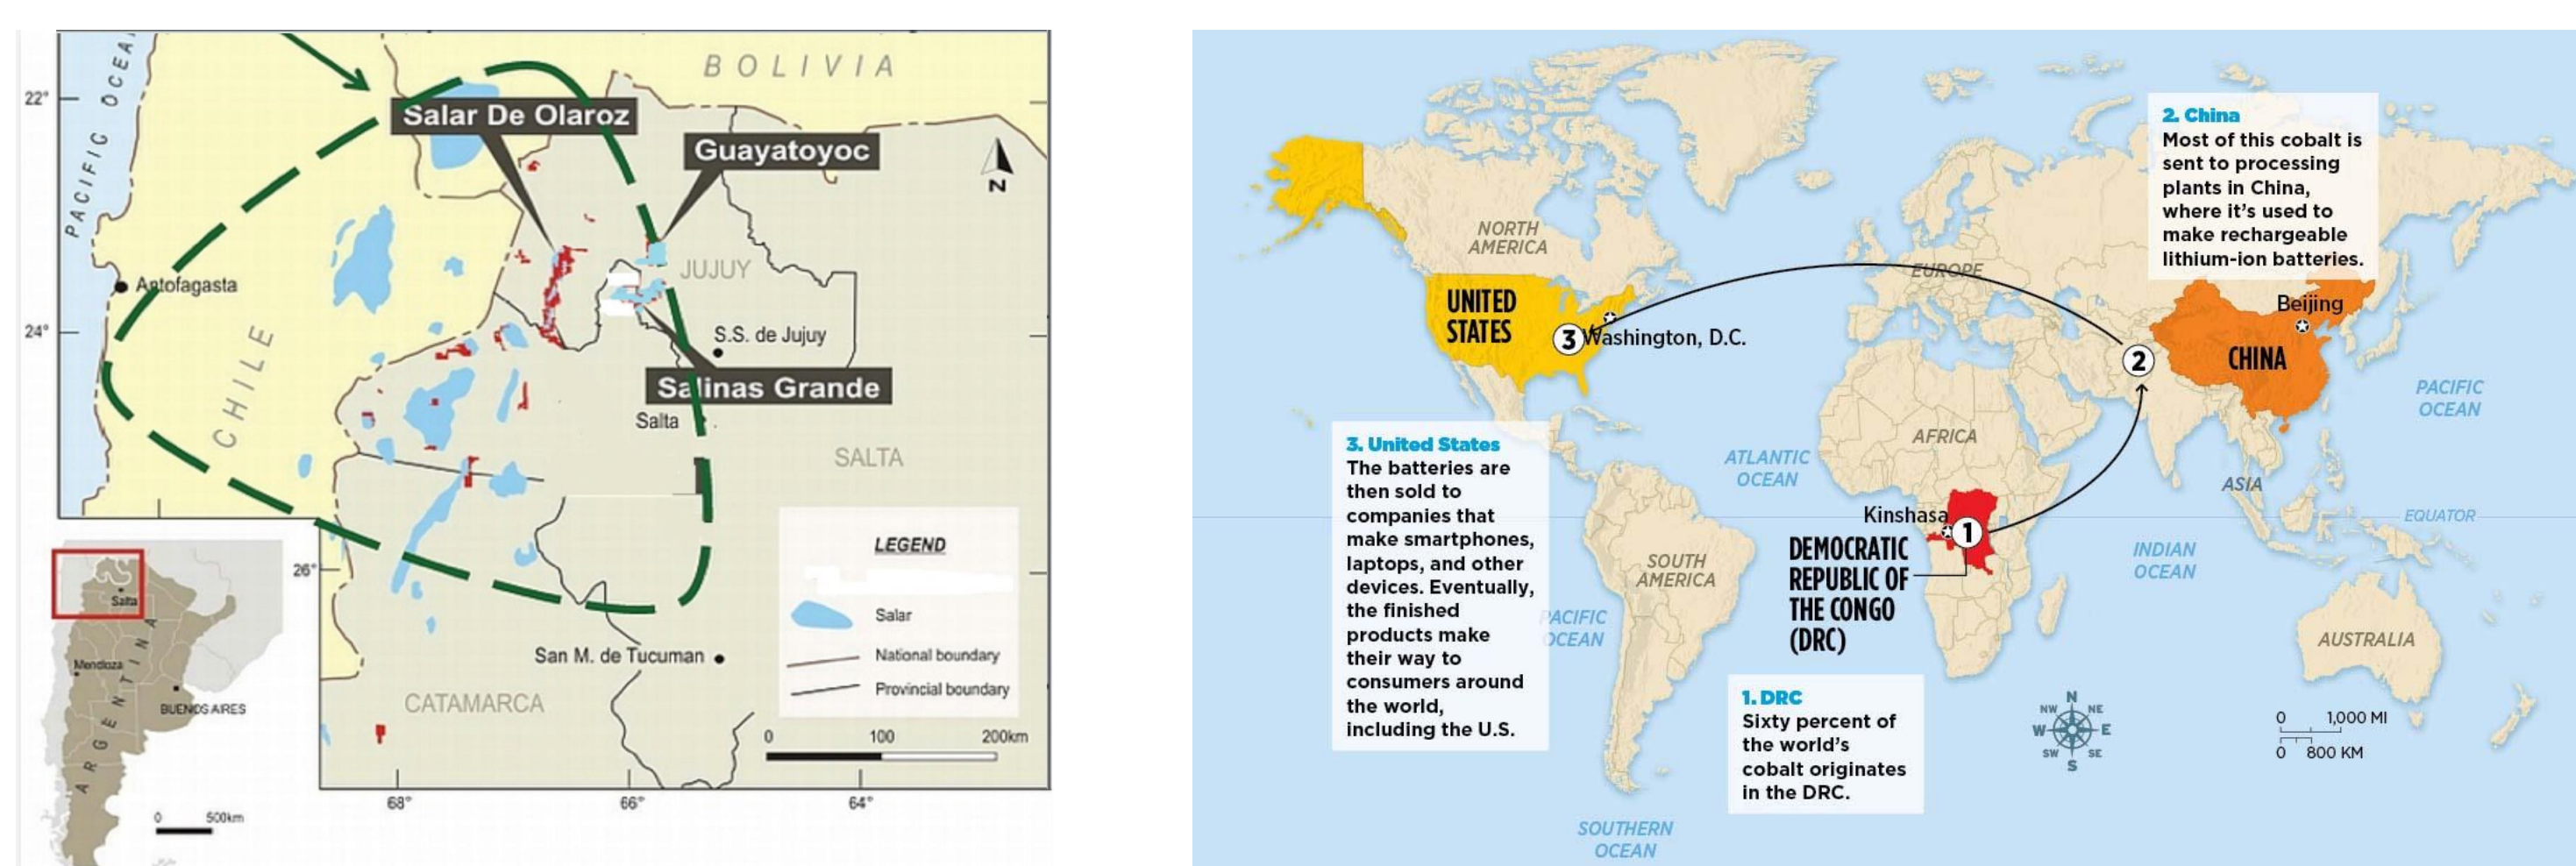 PACIFIC OCEAN
BOLIVIA
22°
Salar De Olaroz
Guayatoyoc
N
JUJUY
Antofagasta
24°
CHILE
S.S. de Jujuy
Salinas Grande
Salta
SALTA
26°
LEGEND
Salar
National boundary
Provincial boundary
San M. de Tucuman
CATAMARCA
0 100 200km
68° 66° 64°
Salta
Mendoza
ARGENTINA
BUENOS AIRES
0 500km
2. China
Most of this cobalt is
sent to processing
plants in China,
where it's used to
make rechargeable
lithium-ion batteries.
NORTH
AMERICA
EUROPE
UNITED
STATES
3
Washington, D.C.
Beijing
2
CHINA
PACIFIC
OCEAN
3. United States
The batteries are
then sold to
companies that
make smartphones,
laptops, and other
devices. Eventually,
the finished
products make
their way to
consumers around
the world,
including the U.S.
AFRICA
ATLANTIC
OCEAN
ASIA
Kinshasa
1
EQUATOR
DEMOCRATIC
REPUBLIC OF
THE CONGO
(DRC)
INDIAN
OCEAN
SOUTH
AMERICA
PACIFIC
OCEAN
AUSTRALIA
1. DRC
Sixty percent of
the world's
cobalt originates
in the DRC.
N
NW NE
W E
SW SE
S
0 1,000 MI
0 800 KM
SOUTHERN
OCEAN